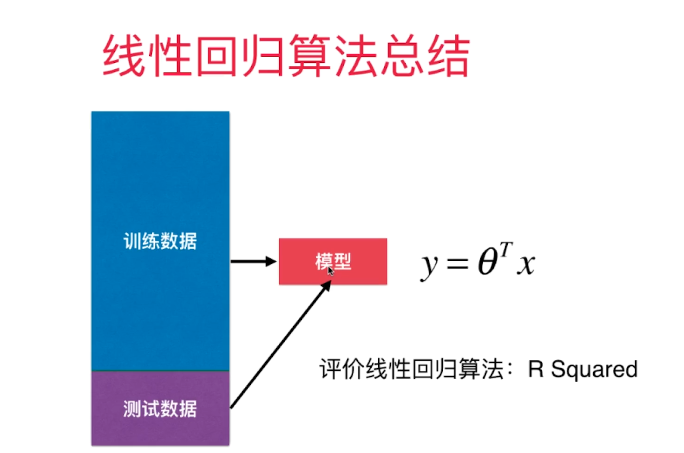 线性回归算法总结
训练数据
模型
y = θᵀ x
评价线性回归算法：R Squared
测试数据